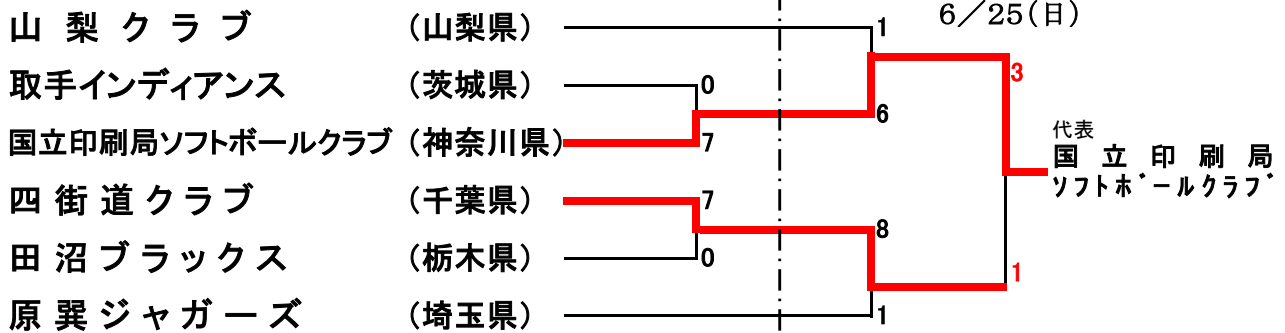 6／25(日)
山梨クラブ (山梨県) 1
取手インディアンス (茨城県) 0
3
6
国立印刷局ソフトボールクラブ (神奈川県) 7
代表
国立印刷局
ソフトボールクラブ
四街道クラブ (千葉県) 7
8
田沼ブラックス (栃木県) 0
1
原巽ジャガーズ (埼玉県) 1